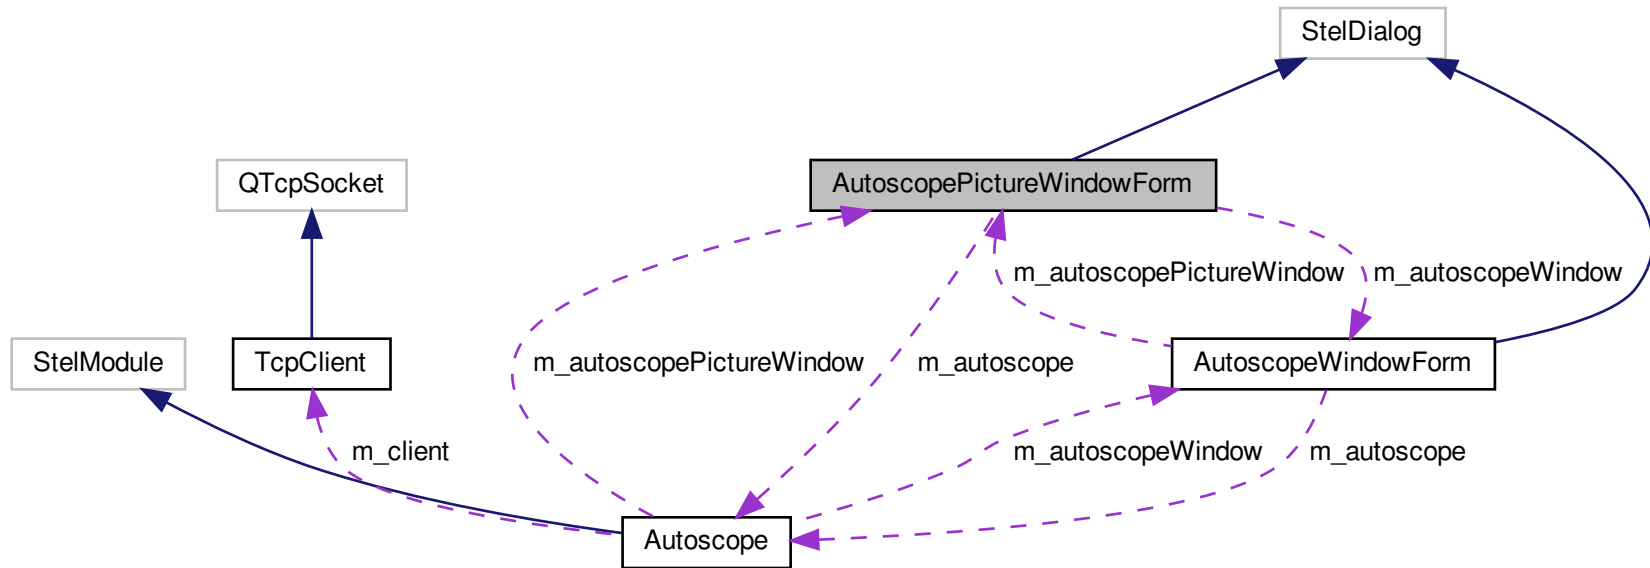 StelDialog
QTcpSocket
AutoscopePictureWindowForm
m_autoscopePictureWindow
m_autoscopeWindow
StelModule
TcpClient
m_autoscopePictureWindow
m_autoscope
AutoscopeWindowForm
m_client
m_autoscopeWindow
m_autoscope
Autoscope